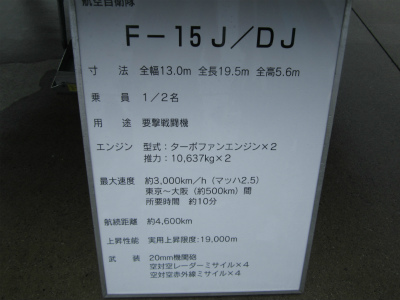 航空自衛隊
F－15J／DJ
寸　法　全幅13.0m　全長19.5m　全高5.6m
乗　員　1／2名
用　途　要撃戦闘機
エンジン　型式：ターボファンエンジン×2
推力：10,637kg×2
最大速度　約3,000km／h（マッハ2.5）
東京～大阪（約500km）間
所要時間　約10分
航続距離　約4,600km
上昇性能　実用上昇限度：19,000m
武　装　20mm機関砲
空対空レーダーミサイル×4
空対空赤外線ミサイル×4